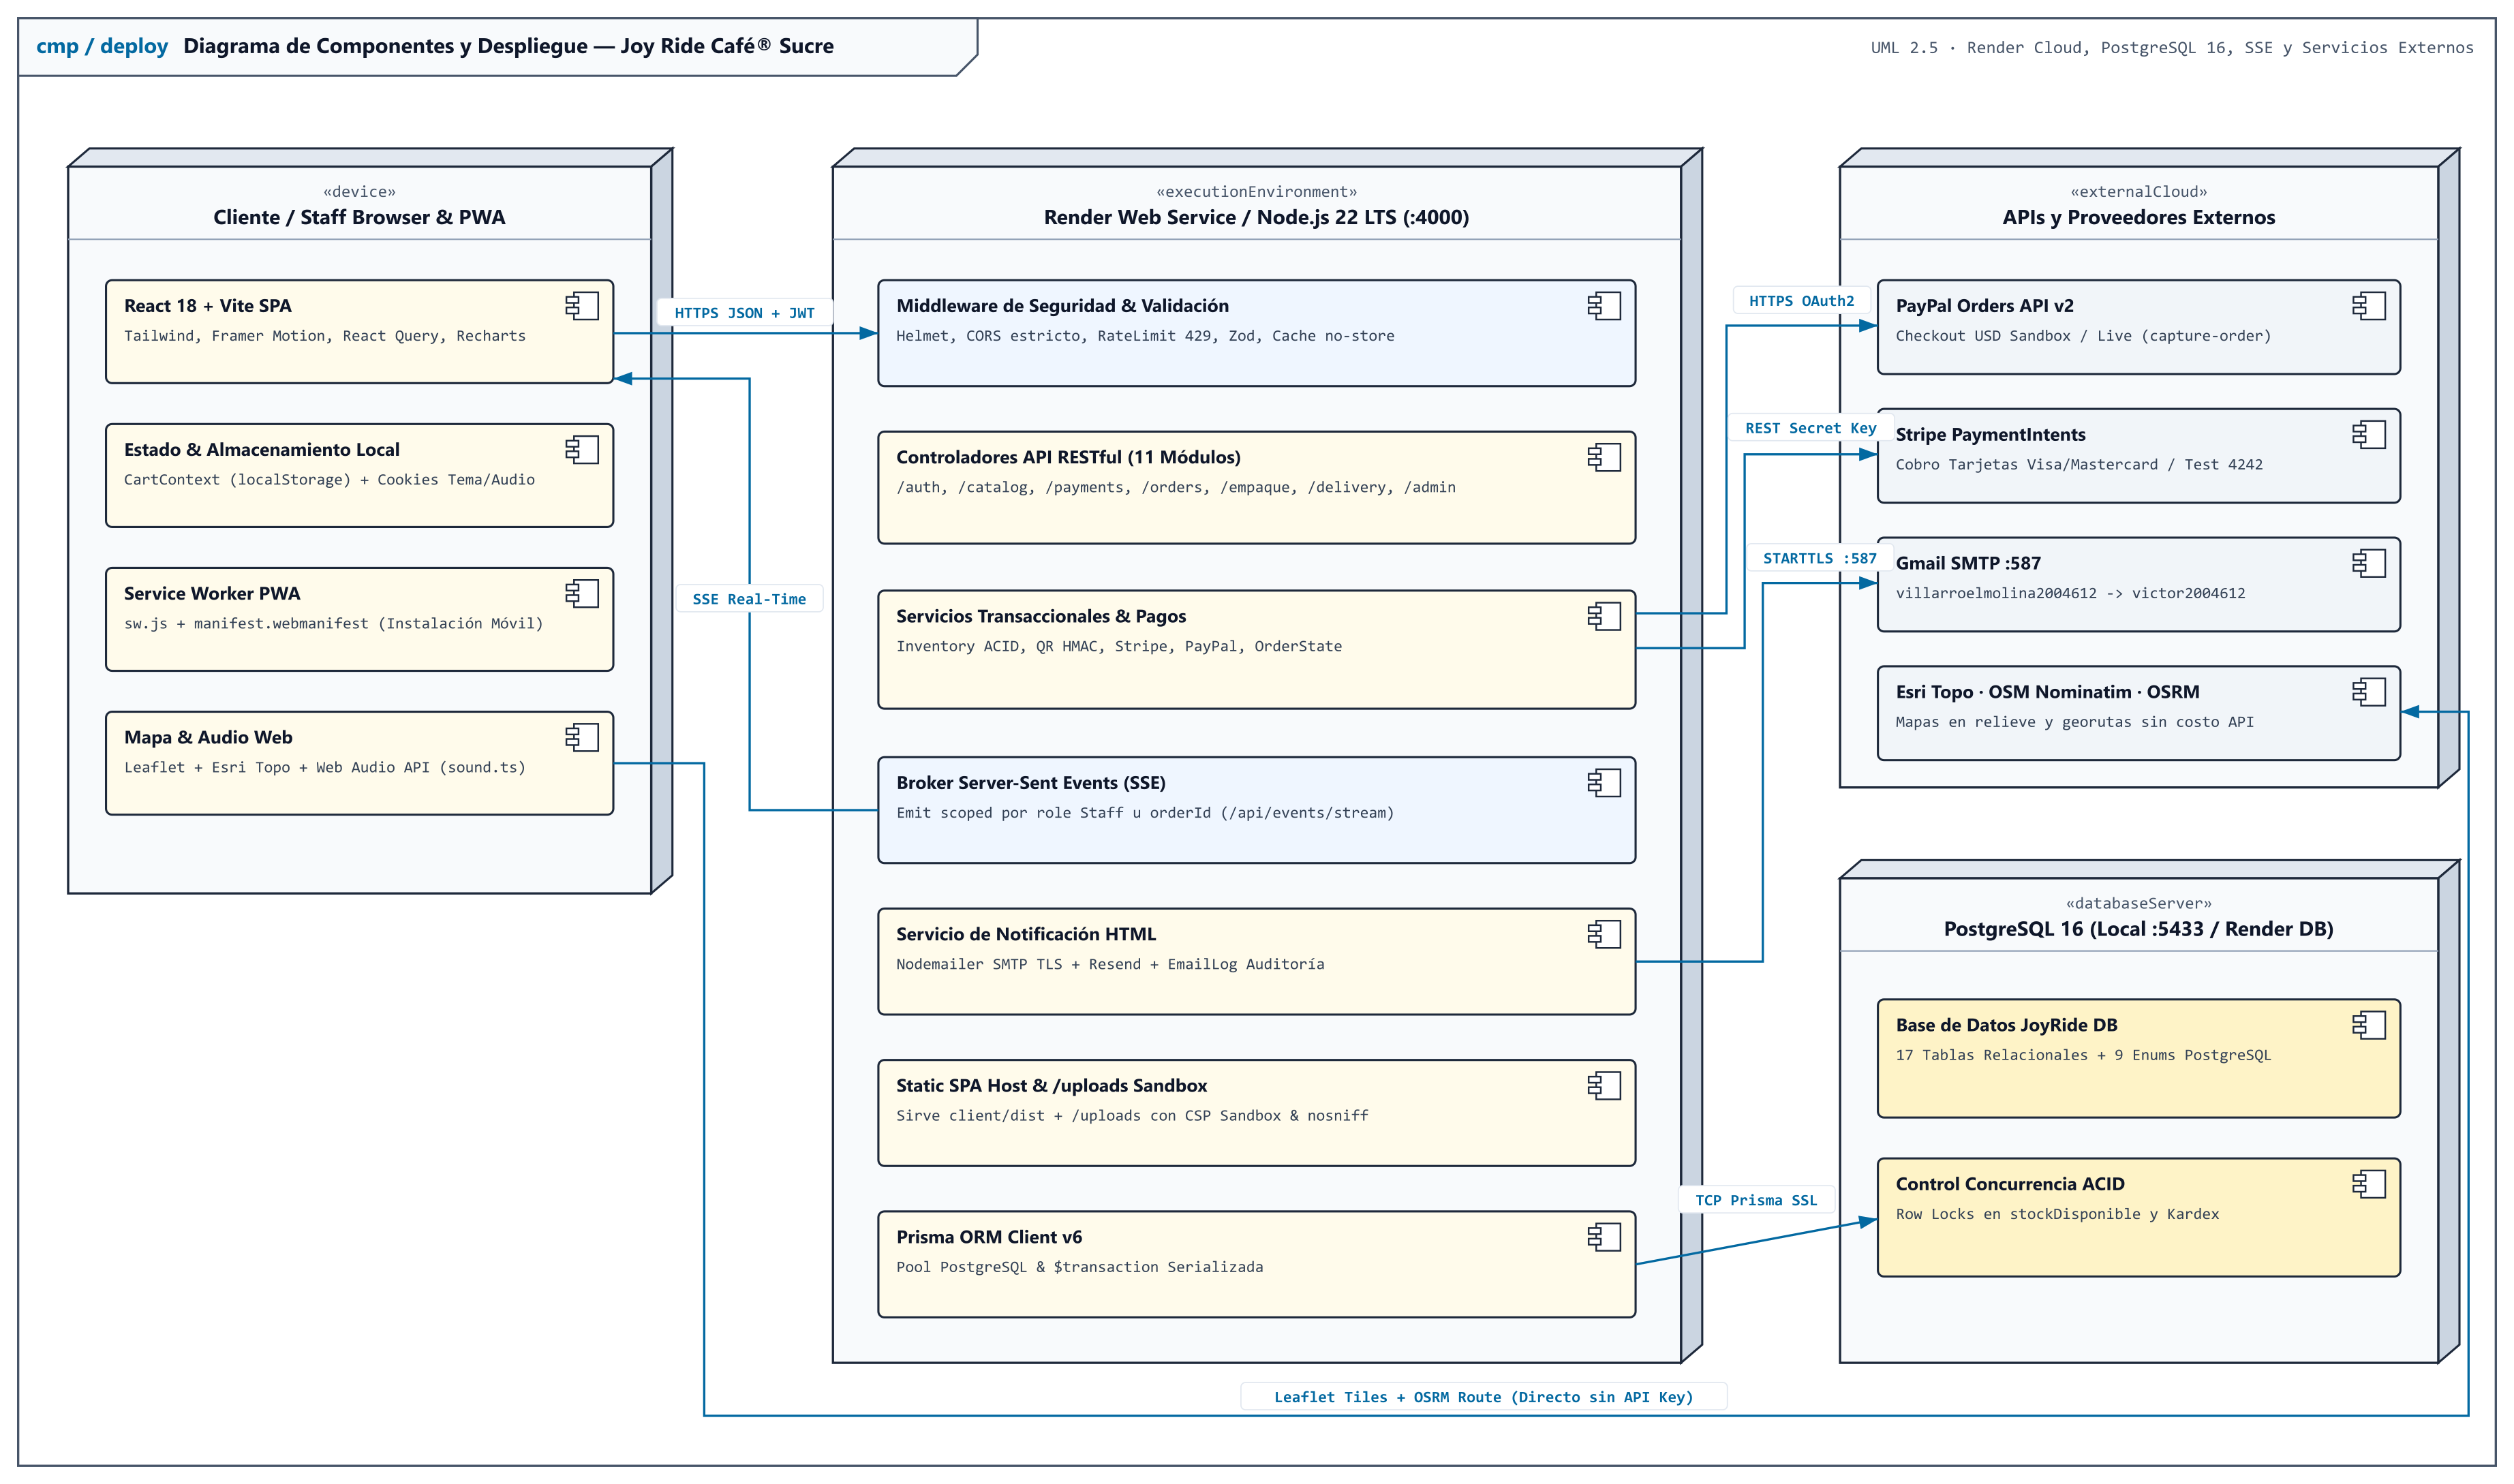 cmp / deploy Diagrama de Componentes y Despliegue — Joy Ride Café® Sucre
UML 2.5 · Render Cloud, PostgreSQL 16, SSE y Servicios Externos
«device»
Cliente / Staff Browser & PWA
React 18 + Vite SPA
Tailwind, Framer Motion, React Query, Recharts
Estado & Almacenamiento Local
CartContext (localStorage) + Cookies Tema/Audio
Service Worker PWA
sw.js + manifest.webmanifest (Instalación Móvil)
Mapa & Audio Web
Leaflet + Esri Topo + Web Audio API (sound.ts)
HTTPS JSON + JWT
SSE Real-Time
«executionEnvironment»
Render Web Service / Node.js 22 LTS (:4000)
Middleware de Seguridad & Validación
Helmet, CORS estricto, RateLimit 429, Zod, Cache no-store
Controladores API RESTful (11 Módulos)
/auth, /catalog, /payments, /orders, /empaque, /delivery, /admin
Servicios Transaccionales & Pagos
Inventory ACID, QR HMAC, Stripe, PayPal, OrderState
Broker Server-Sent Events (SSE)
Emit scoped por role Staff u orderId (/api/events/stream)
Servicio de Notificación HTML
Nodemailer SMTP TLS + Resend + EmailLog Auditoría
Static SPA Host & /uploads Sandbox
Sirve client/dist + /uploads con CSP Sandbox & nosniff
Prisma ORM Client v6
Pool PostgreSQL & $transaction Serializada
HTTPS OAuth2
REST Secret Key
STARTTLS :587
TCP Prisma SSL
«externalCloud»
APIs y Proveedores Externos
PayPal Orders API v2
Checkout USD Sandbox / Live (capture-order)
Stripe PaymentIntents
Cobro Tarjetas Visa/Mastercard / Test 4242
Gmail SMTP :587
villarroelmolina2004612 -> victor2004612
Esri Topo · OSM Nominatim · OSRM
Mapas en relieve y georutas sin costo API
«databaseServer»
PostgreSQL 16 (Local :5433 / Render DB)
Base de Datos JoyRide DB
17 Tablas Relacionales + 9 Enums PostgreSQL
Control Concurrencia ACID
Row Locks en stockDisponible y Kardex
Leaflet Tiles + OSRM Route (Directo sin API Key)